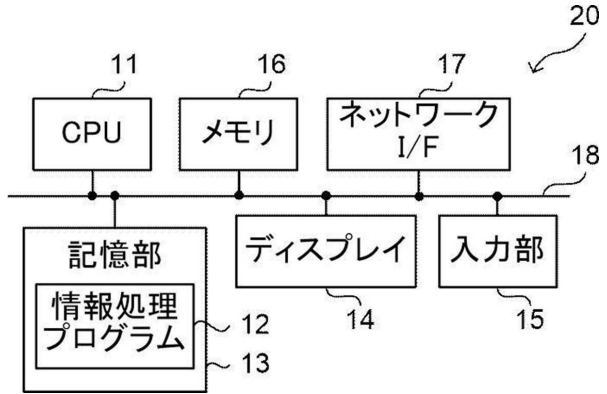 20
11
16
17
CPU
メモリ
ネットワーク
I/F
18
記憶部
ディスプレイ
入力部
情報処理
プログラム
12
13
14
15